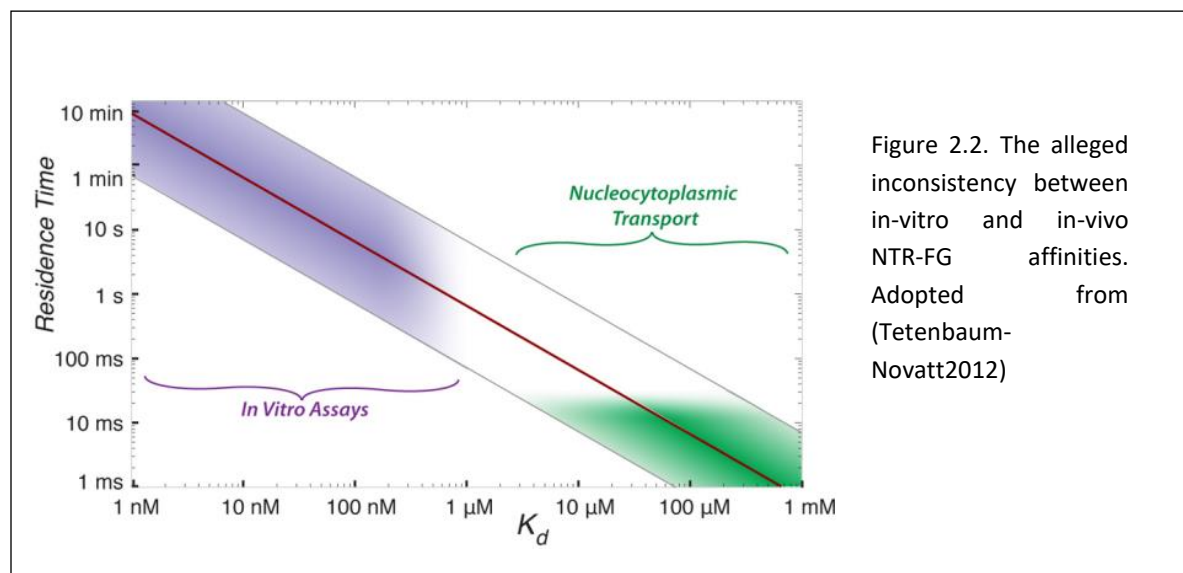 10 min
1 min
10 s
1 s
100 ms
10 ms
1 ms
Residence Time
Nucleocytoplasmic
Transport
In Vitro Assays
1 nM 10 nM 100 nM 1 µM 10 µM 100 µM 1 mM
Kd
Figure 2.2. The alleged
inconsistency between
in-vitro and in-vivo
NTR-FG affinities.
Adopted from
(Tetenbaum-
Novatt2012)